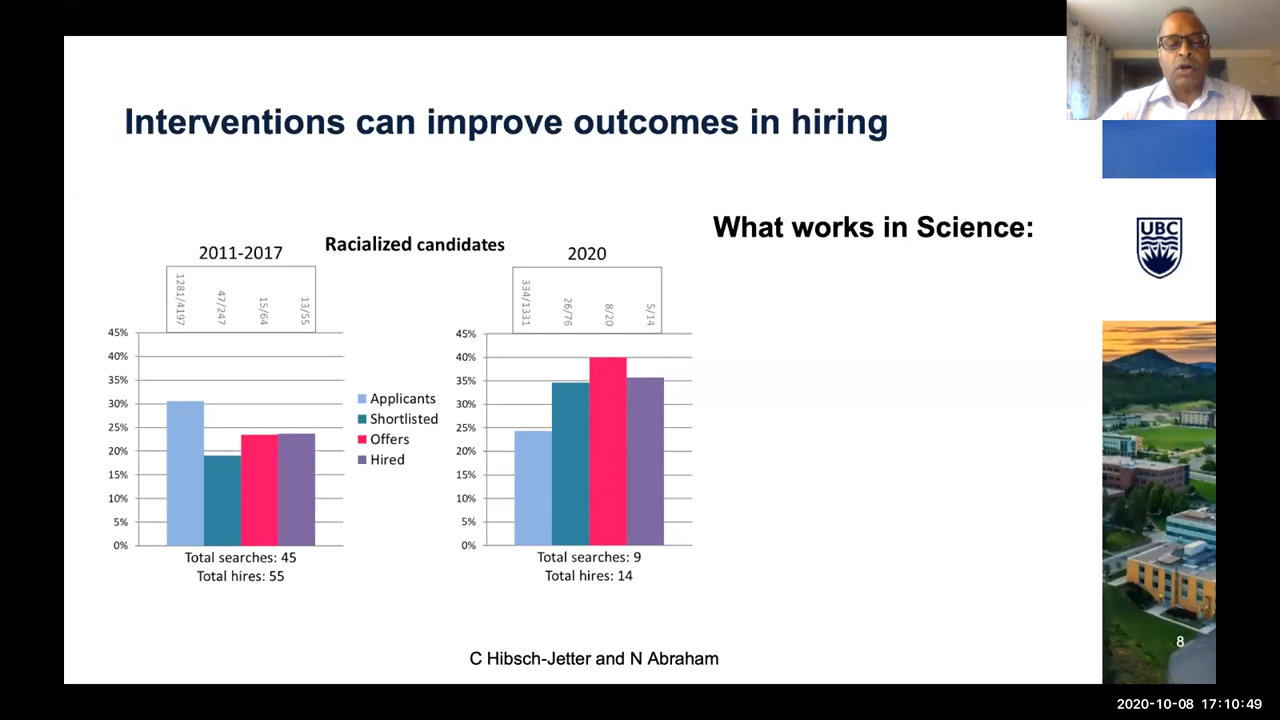 Interventions can improve outcomes in hiring
What works in Science:
Racialized candidates
2011-2017
1281/4197
47/247
15/64
13/55
45%
40%
35%
30%
25%
20%
15%
10%
5%
0%
Total searches: 45
Total hires: 55
Applicants
Shortlisted
Offers
Hired
2020
334/1331
26/76
8/20
5/14
45%
40%
35%
30%
25%
20%
15%
10%
5%
0%
Total searches: 9
Total hires: 14
C Hibsch-Jetter and N Abraham
UBC
8
2020-10-08 17:10:49